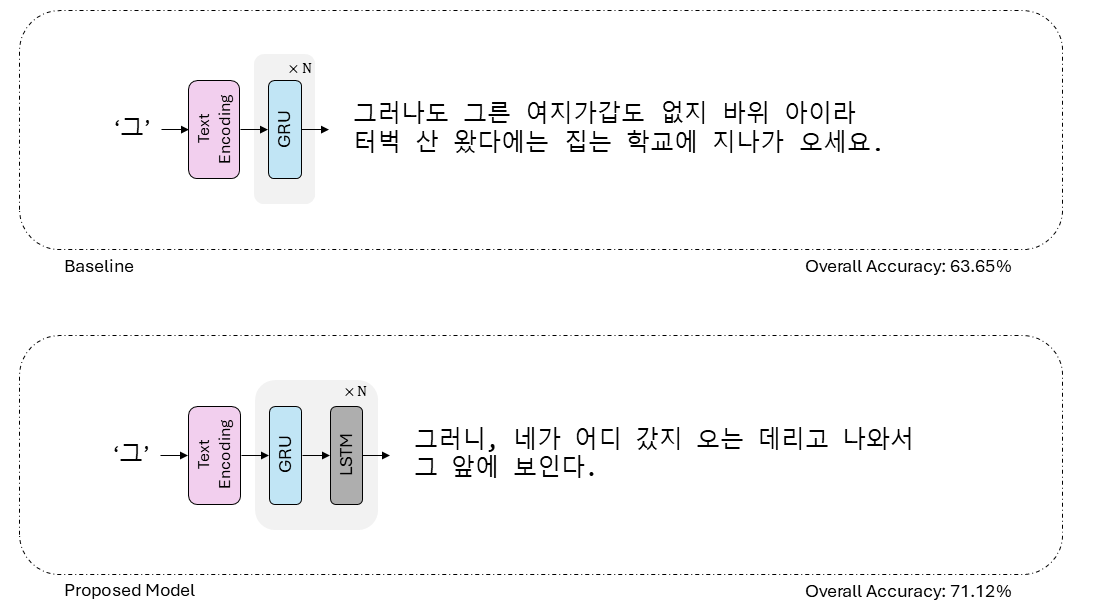 × N
‘그’
Text
Encoding
GRU
그러나도 그른 여지가갑도 없지 바위 아이라
터벅 산 왔다에는 집는 학교에 지나가 오세요.
Baseline
Overall Accuracy: 63.65%
× N
‘그’
Text
Encoding
GRU
LSTM
그러니, 네가 어디 갔지 오는 데리고 나와서
그 앞에 보인다.
Proposed Model
Overall Accuracy: 71.12%